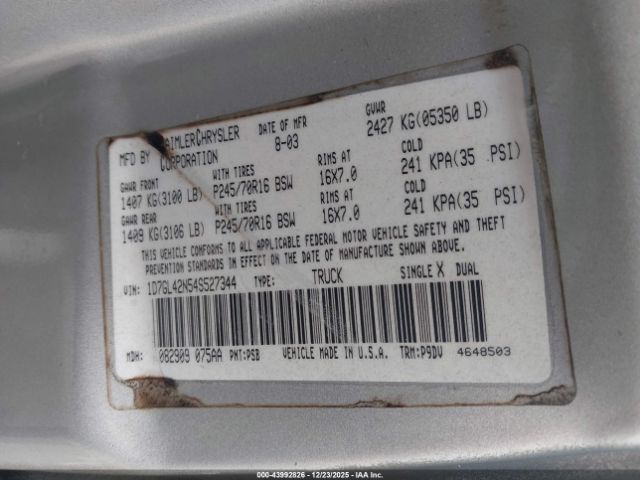 MFD BY DAIMLERCHRYSLER CORPORATION DATE OF MFR 8-03 GVWR 2427 KG(05350 LB)
GAWR FRONT WITH TIRES RIMS AT COLD
1407 KG(3100 LB) P245/70R16 BSW 16X7.0 241 KPA(35 PSI)
GAWR REAR WITH TIRES RIMS AT COLD
1409 KG(3106 LB) P245/70R16 BSW 16X7.0 241 KPA(35 PSI)
THIS VEHICLE CONFORMS TO ALL APPLICABLE FEDERAL MOTOR VEHICLE SAFETY AND THEFT
PREVENTION STANDARDS IN EFFECT ON THE DATE OF MANUFACTURE SHOWN ABOVE.
VIN: 1D7GL42N54S527344 TYPE: TRUCK SINGLE X DUAL
MDH: 082909 075AA PNT:PSB VEHICLE MADE IN U.S.A. TRM:P9DV 4648503
00-43992826 - 12/23/2025 - IAA Inc.